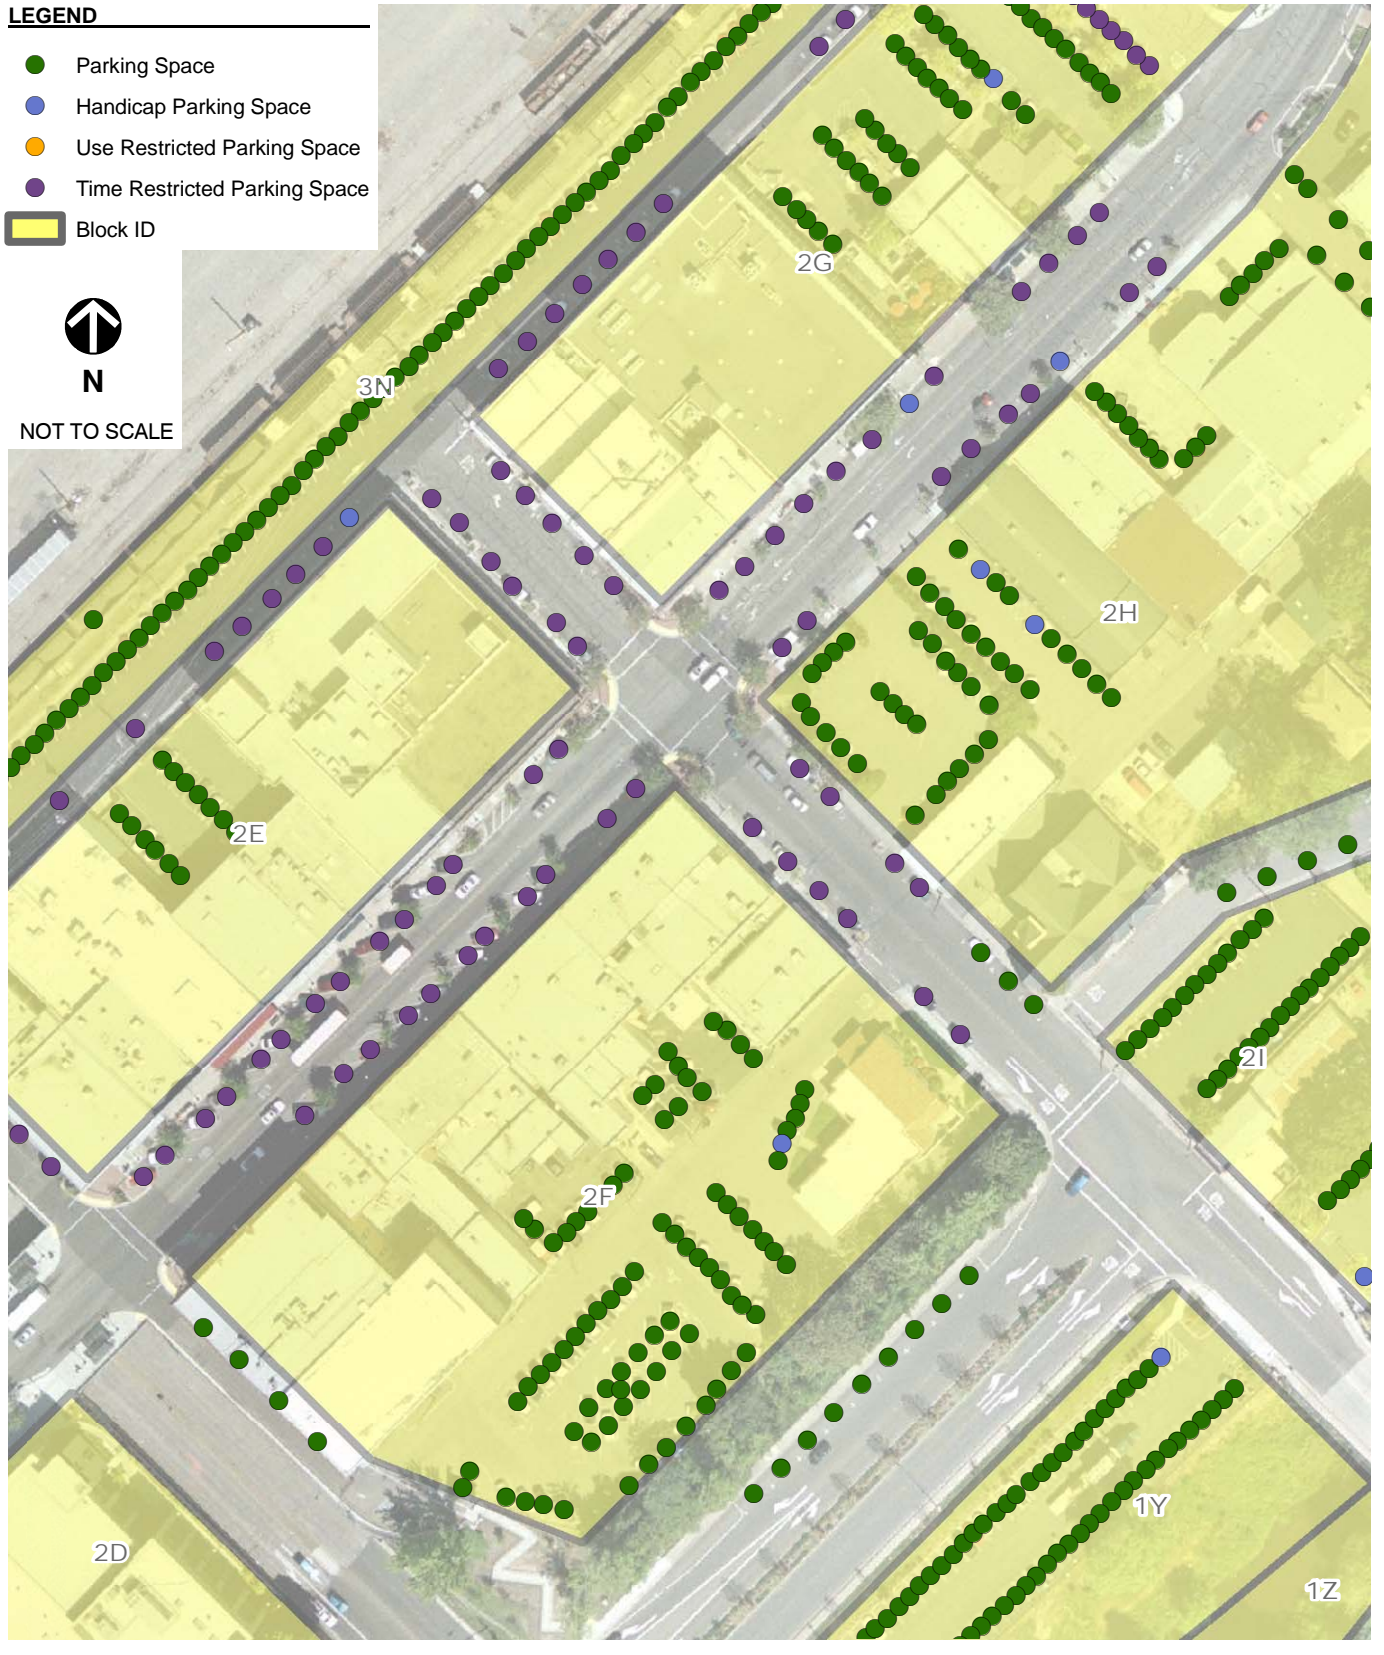 LEGEND
Parking Space
Handicap Parking Space
Use Restricted Parking Space
Time Restricted Parking Space
Block ID
N
NOT TO SCALE
2G
3N
2H
2E
2I
2F
1Y
2D
1Z